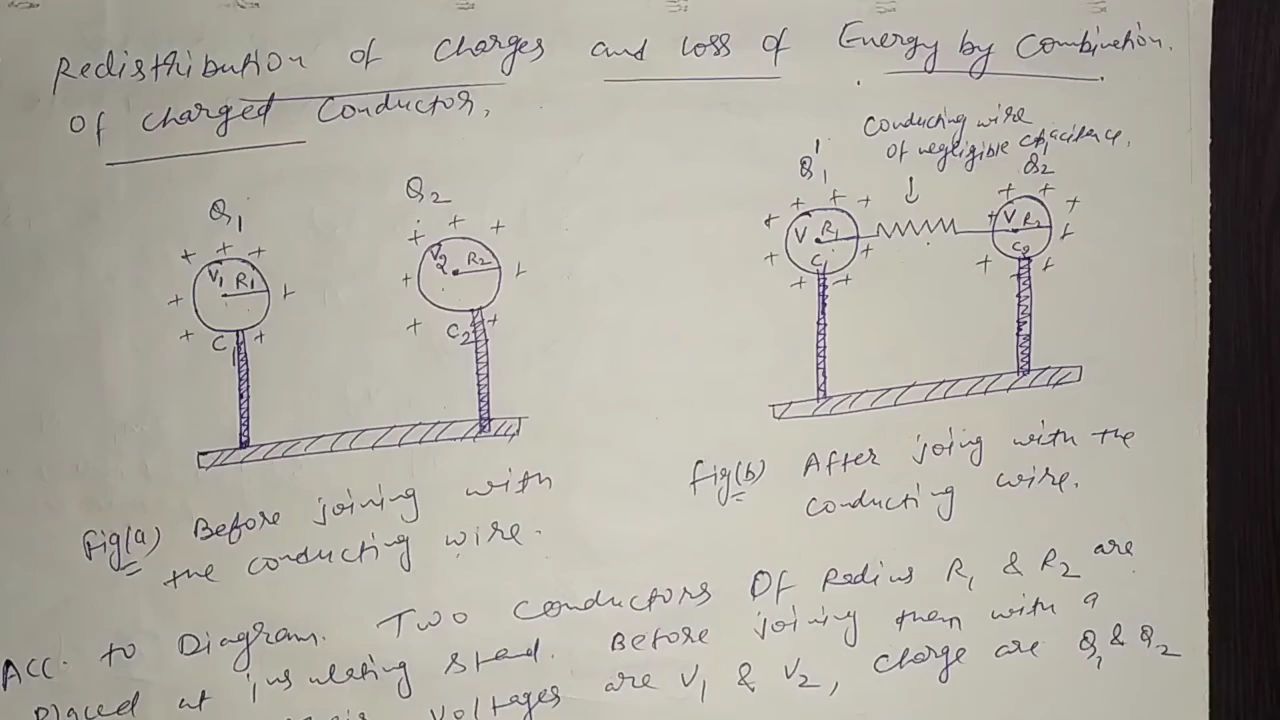 Redistribution of charges and loss of Energy by Combination.
Of charged Conductor,
Conducting wire
of negligible capacitance,
Q1
Q2
Q1'
Q2
V1 R1
V2 R2
V R1
V R2
C1
C2
C1
C2
Fig(a) Before joining with
the conducting wire.
Fig(b) After joing with the
conducting wire.
Acc. to Diagram. Two conductors Of Radius R1 & R2 are
Placed at insulating stand. Before joining them with a
Voltages are V1 & V2, charge are Q1 & Q2